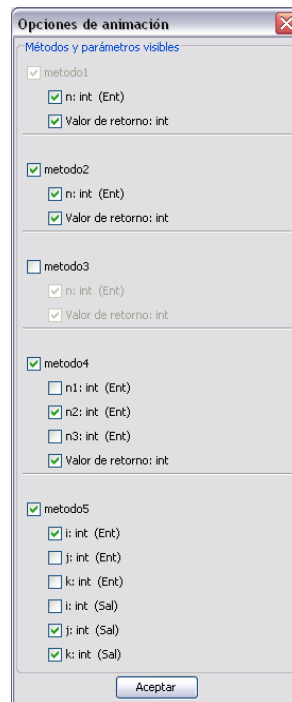 Opciones de animación
Métodos y parámetros visibles
metodo1
n: int (Ent)
Valor de retorno: int
metodo2
n: int (Ent)
Valor de retorno: int
metodo3
n: int (Ent)
Valor de retorno: int
metodo4
n1: int (Ent)
n2: int (Ent)
n3: int (Ent)
Valor de retorno: int
metodo5
i: int (Ent)
j: int (Ent)
k: int (Ent)
i: int (Sal)
j: int (Sal)
k: int (Sal)
Aceptar